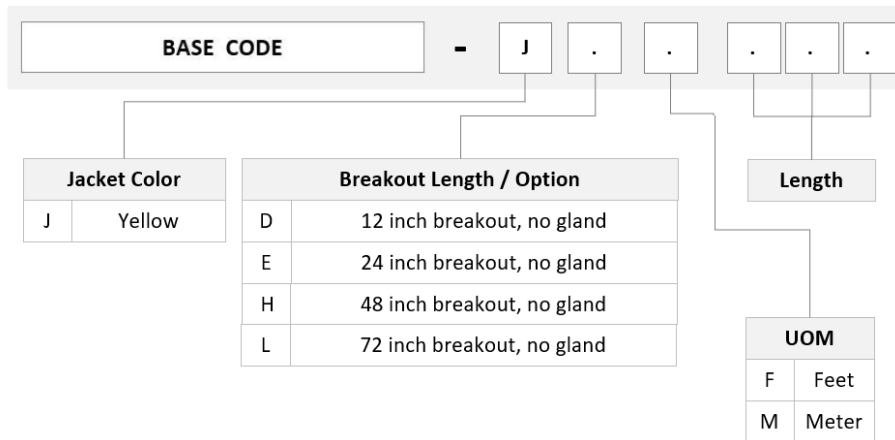 BASE CODE - J . . . . .
Jacket Color
J Yellow
Breakout Length / Option
D 12 inch breakout, no gland
E 24 inch breakout, no gland
H 48 inch breakout, no gland
L 72 inch breakout, no gland
Length
UOM
F Feet
M Meter